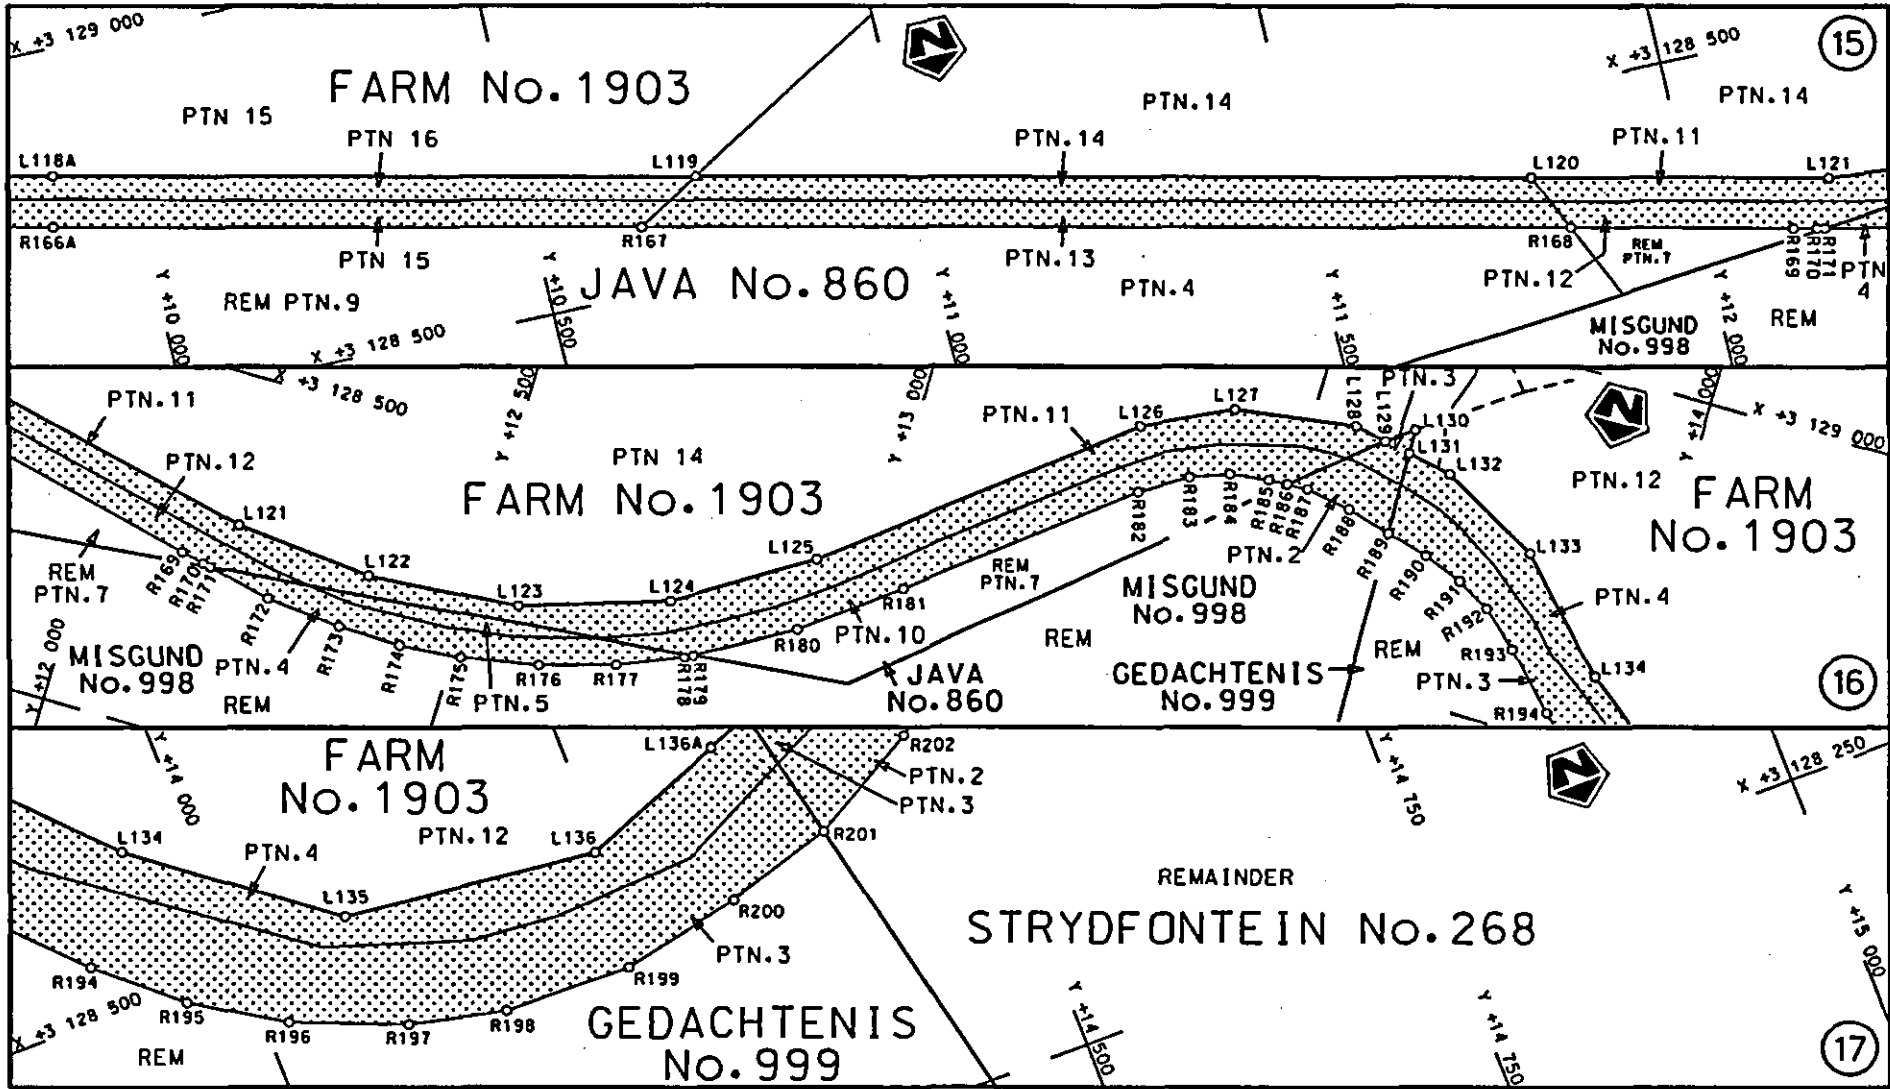 X +3 129 000
FARM No. 1903
PTN 15
PTN 16
L118A
L119
PTN.14
PTN.14
N
X +3 128 500
15
PTN.14
PTN.11
L120
L121
R166A
PTN 15
R167
PTN.13
R168
REM
PTN.7
R169
R170
R171
PTN
4
Y +10 000
REM PTN.9
X +3 128 500
Y +10 500
JAVA No.860
Y +11 000
PTN.4
Y +11 500
PTN.12
MISGUND
No.998
Y +12 000
REM
PTN.11
X +3 128 500
Y +12 500
PTN 14
Y +13 000
PTN.11
L126
L127
L128
PTN.3
L129
L130
L131
L132
N
Y +14 000
X +3 129 000
PTN.12
PTN.12
FARM No. 1903
FARM
No. 1903
L121
L122
L123
L124
L125
L133
L134
REM
PTN.7
R169
R170
R171
R172
R173
R174
R175
R176
R177
R178
R179
R180
R181
R182
R183
R184
R185
R186
R187
R188
R189
R190
R191
R192
R193
R194
Y +12 000
MISGUND
No.998
REM
PTN.4
PTN.5
PTN.10
REM
PTN.7
JAVA
No.860
PTN.2
MISGUND
No.998
REM
GEDACHTENIS
No.999
REM
PTN.3
PTN.4
16
FARM
No. 1903
Y +14 000
L134
PTN.4
PTN.12
L135
L136
L136A
R202
PTN.2
PTN.3
R201
Y +14 750
N
X +3 128 250
REMAINDER
STRYDFONTEIN No. 268
Y +15 000
R194
X +3 128 500
R195
R196
R197
R198
R199
R200
PTN.3
REM
GEDACHTENIS
No. 999
Y +14 500
Y +14 750
17